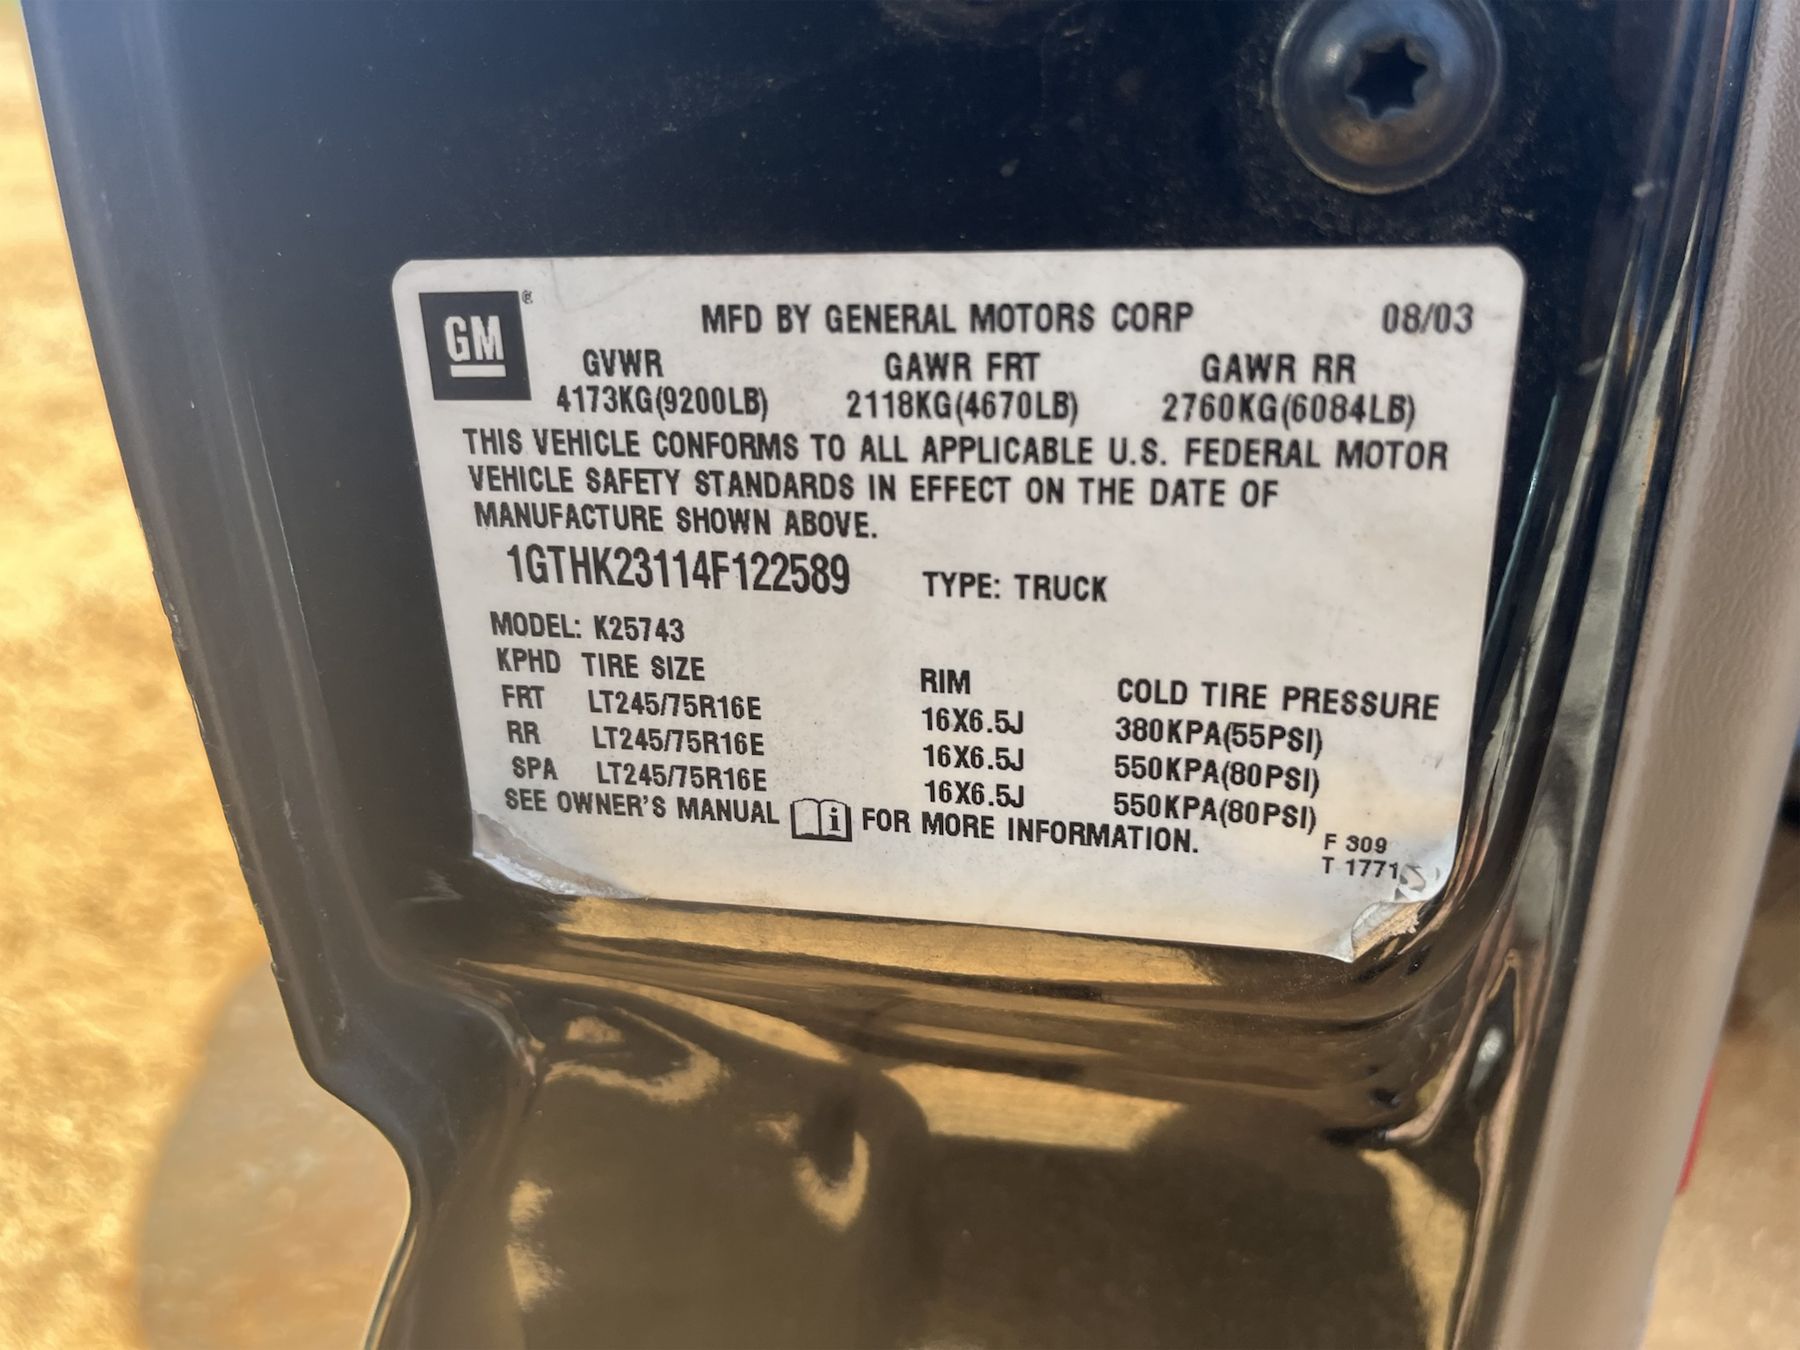 GM ®
MFD BY GENERAL MOTORS CORP 08/03
GVWR GAWR FRT GAWR RR
4173KG(9200LB) 2118KG(4670LB) 2760KG(6084LB)
THIS VEHICLE CONFORMS TO ALL APPLICABLE U.S. FEDERAL MOTOR
VEHICLE SAFETY STANDARDS IN EFFECT ON THE DATE OF
MANUFACTURE SHOWN ABOVE.
1GTHK23114F122589 TYPE: TRUCK
MODEL: K25743
KPHD TIRE SIZE RIM COLD TIRE PRESSURE
FRT LT245/75R16E 16X6.5J 380KPA(55PSI)
RR LT245/75R16E 16X6.5J 550KPA(80PSI)
SPA LT245/75R16E 16X6.5J 550KPA(80PSI)
SEE OWNER'S MANUAL i FOR MORE INFORMATION.
F 309
T 1771